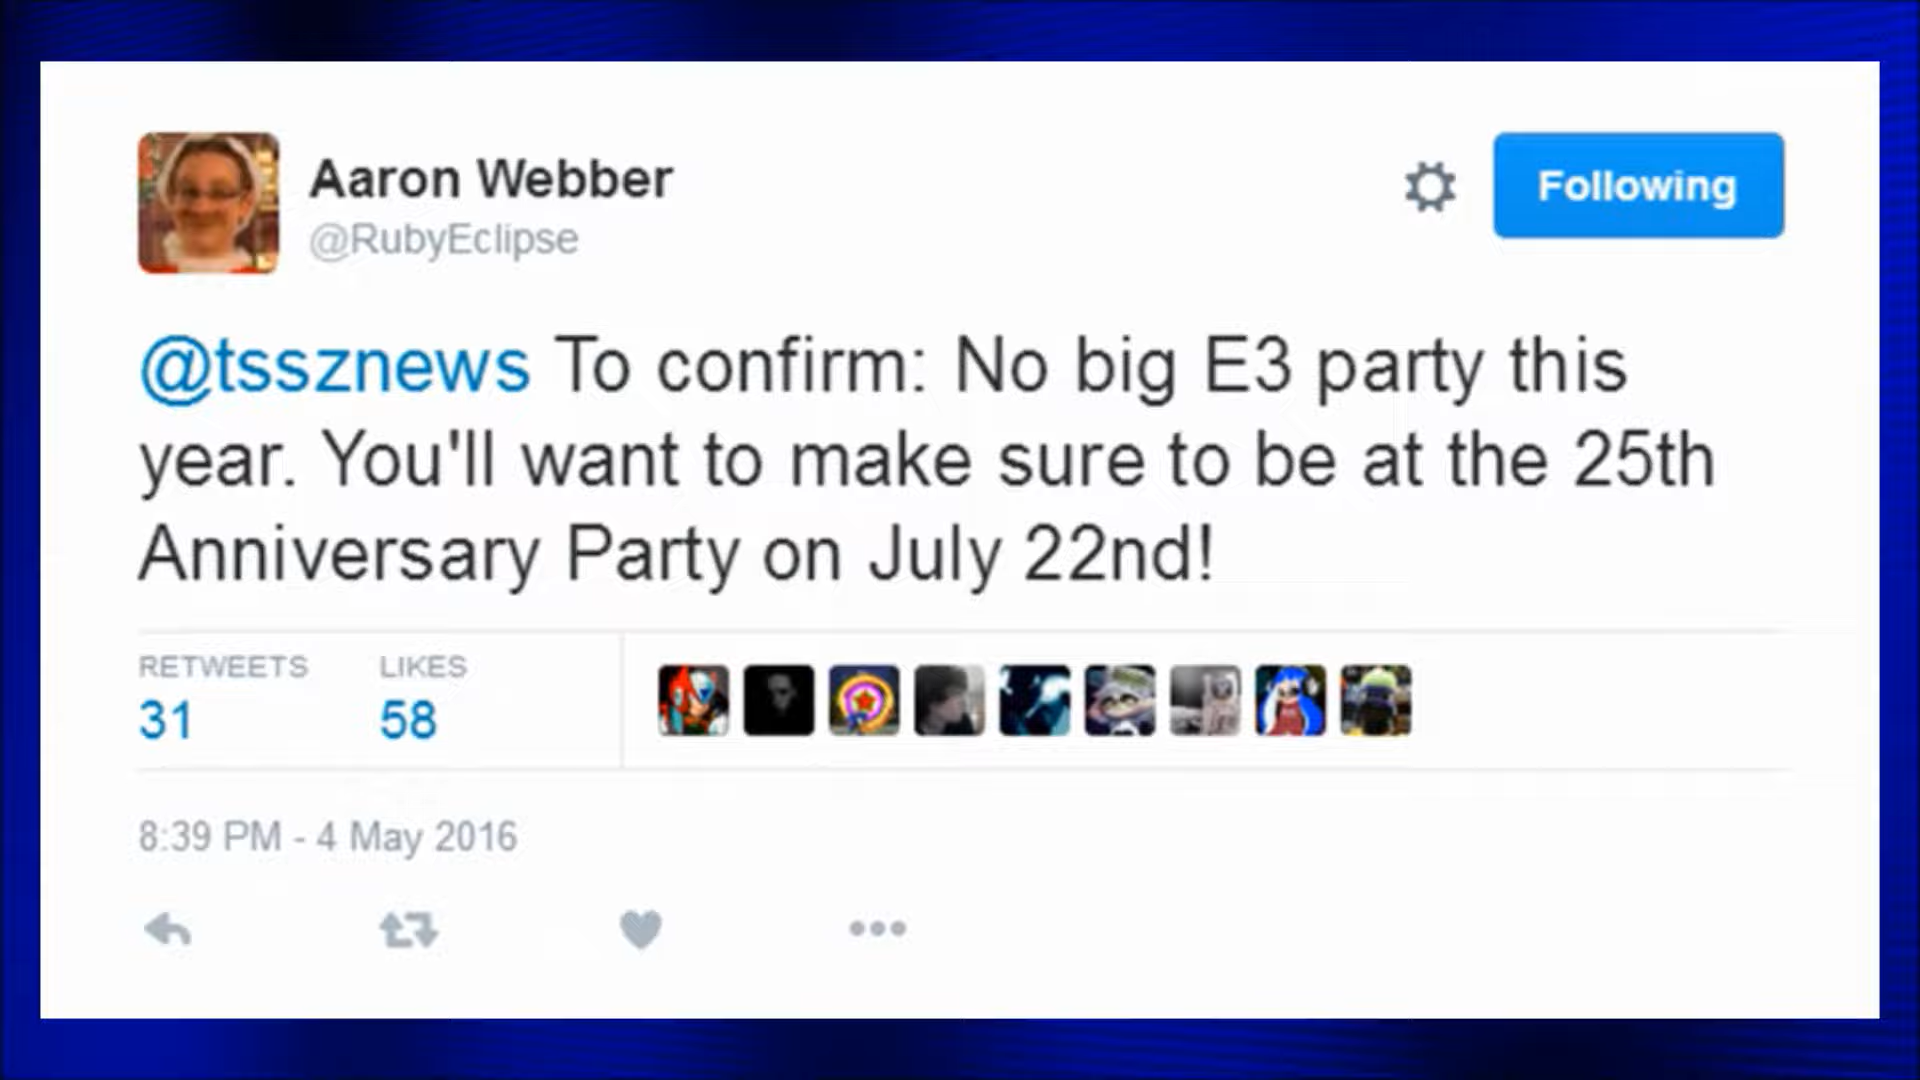 Aaron Webber
@RubyEclipse
Following
@tssznews To confirm: No big E3 party this
year. You'll want to make sure to be at the 25th
Anniversary Party on July 22nd!
RETWEETS LIKES
31 58
8:39 PM - 4 May 2016